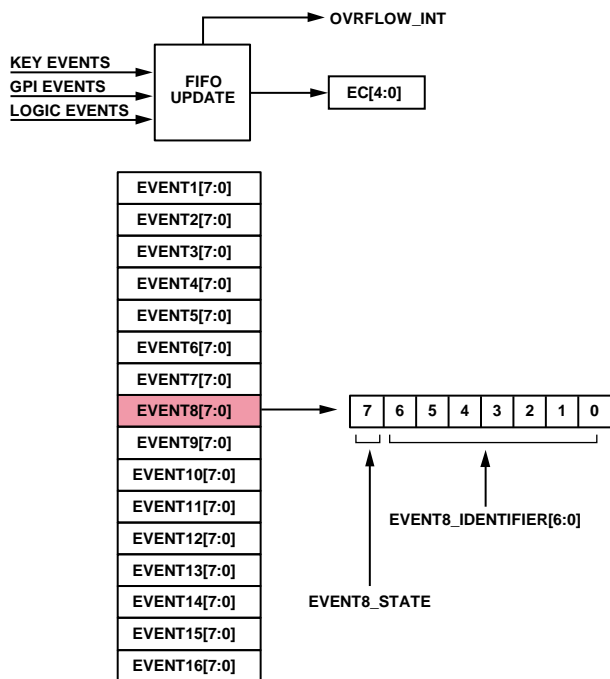 OVRFLOW_INT
KEY EVENTS
GPI EVENTS
LOGIC EVENTS
FIFO
UPDATE
EC[4:0]
EVENT1[7:0]
EVENT2[7:0]
EVENT3[7:0]
EVENT4[7:0]
EVENT5[7:0]
EVENT6[7:0]
EVENT7[7:0]
EVENT8[7:0]
7 6 5 4 3 2 1 0
EVENT9[7:0]
EVENT10[7:0]
EVENT11[7:0]
EVENT12[7:0]
EVENT13[7:0]
EVENT14[7:0]
EVENT15[7:0]
EVENT16[7:0]
EVENT8_IDENTIFIER[6:0]
EVENT8_STATE